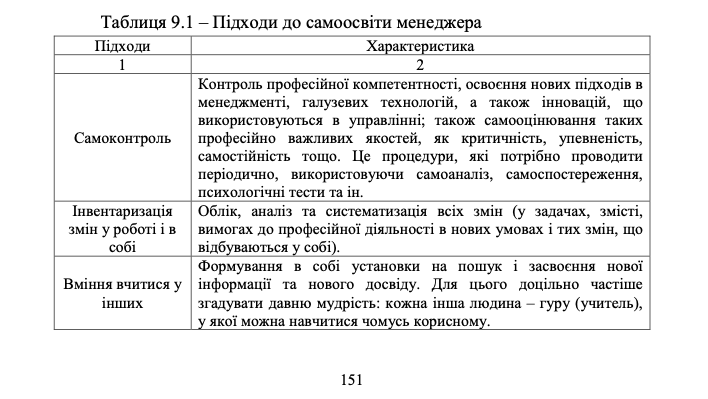 Таблиця 9.1 – Підходи до самоосвіти менеджера
Підходи Характеристика
1 2
Самоконтроль
Контроль професійної компетентності, освоєння нових підходів в
менеджменті, галузевих технологій, а також інновацій, що
використовуються в управлінні; також самооцінювання таких
професійно важливих якостей, як критичність, упевненість,
самостійність тощо. Це процедури, які потрібно проводити
періодично, використовуючи самоаналіз, самоспостереження,
психологічні тести та ін.
Інвентаризація
змін у роботі і в
собі
Облік, аналіз та систематизація всіх змін (у задачах, змісті,
вимогах до професійної діяльності в нових умовах і тих змін, що
відбуваються у собі).
Вміння вчитися у
інших
Формування в собі установки на пошук і засвоєння нової
інформації та нового досвіду. Для цього доцільно частіше
згадувати давню мудрість: кожна інша людина – гуру (учитель),
у якої можна навчитися чомусь корисному.
151